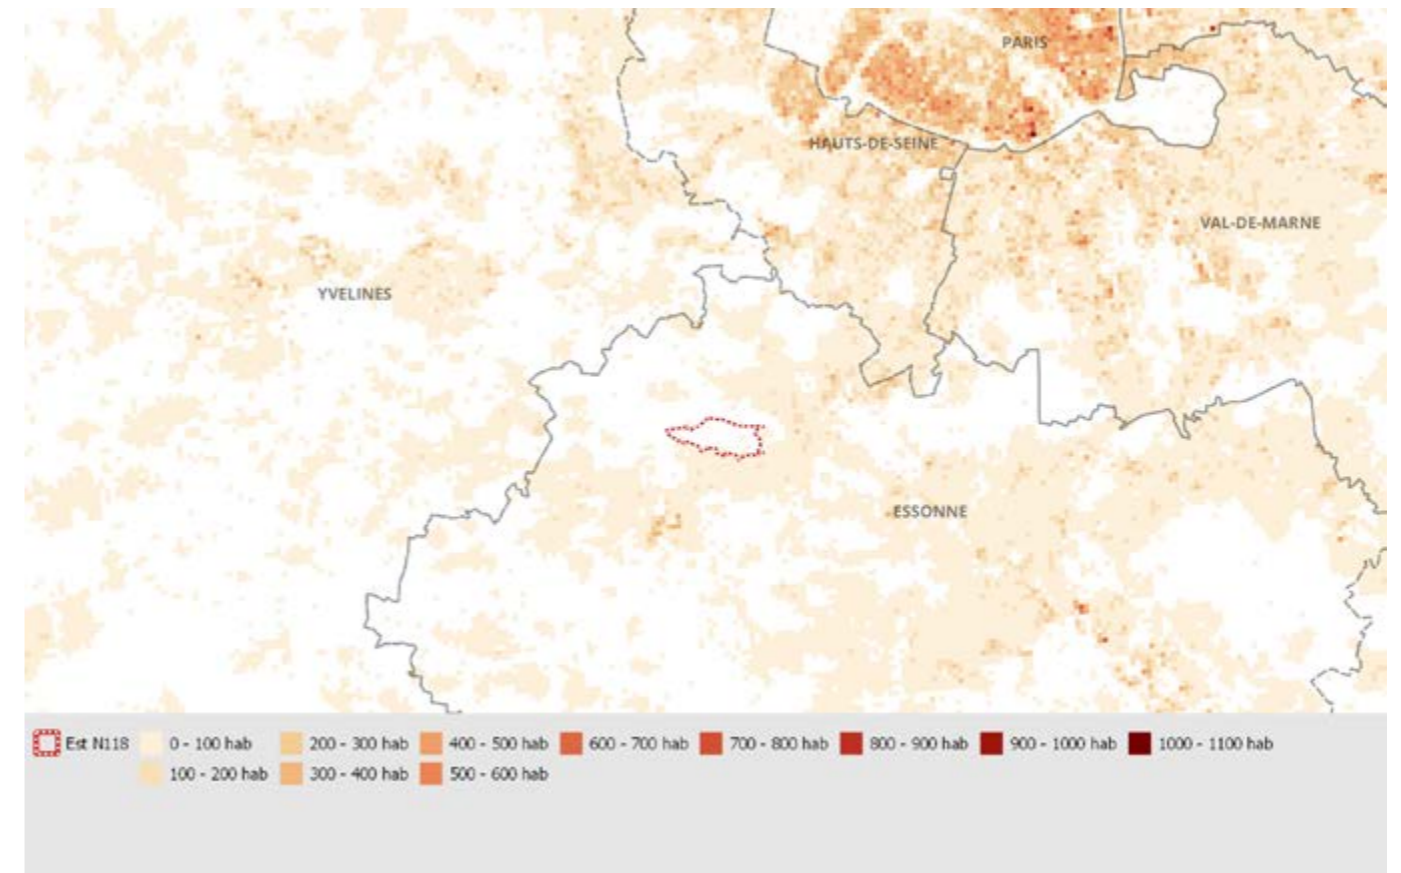 PARIS
HAUTS-DE-SEINE
VAL-DE-MARNE
YVELINES
ESSONNE
Est N118 0 - 100 hab 200 - 300 hab 400 - 500 hab 600 - 700 hab 700 - 800 hab 800 - 900 hab 900 - 1000 hab 1000 - 1100 hab
100 - 200 hab 300 - 400 hab 500 - 600 hab